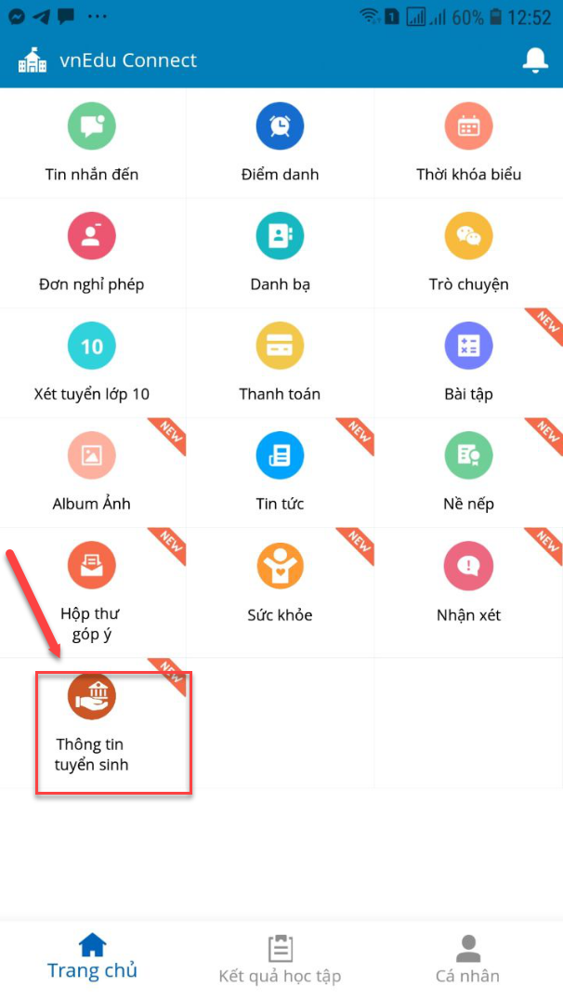 1 60% 12:52
vnEdu Connect
Tin nhắn đến
Điểm danh
Thời khóa biểu
Đơn nghỉ phép
Danh bạ
Trò chuyện
NEW
10
Xét tuyển lớp 10
Thanh toán
Bài tập
NEW
NEW
NEW
Album Ảnh
Tin tức
Nề nếp
NEW
NEW
NEW
Hộp thư
góp ý
Sức khỏe
Nhận xét
NEW
Thông tin
tuyển sinh
Trang chủ
Kết quả học tập
Cá nhân